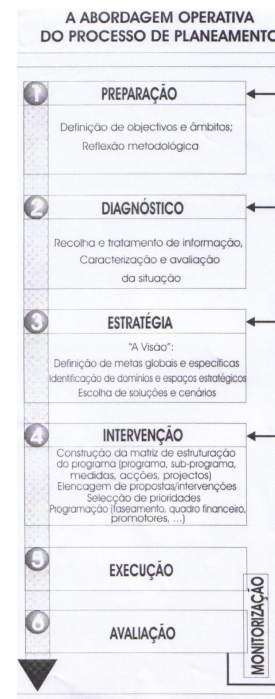 A ABORDAGEM OPERATIVA
DO PROCESSO DE PLANEAMENTO
1 PREPARAÇÃO
Definição de objectivos e âmbitos;
Reflexão metodológica
2 DIAGNÓSTICO
Recolha e tratamento de informação,
Caracterização e avaliação
da situação
3 ESTRATÉGIA
"A Visão":
Definição de metas globais e específicas
Identificação de domínios e espaços estratégicos
Escolha de soluções e cenários
4 INTERVENÇÃO
Construção da matriz de estruturação
do programa (programa, sub-programa,
medidas, acções, projectos)
Elencagem de propostas/intervenções
Selecção de prioridades
Programação (faseamento, quadro financeiro,
promotores, ...)
5 EXECUÇÃO
6 AVALIAÇÃO
MONITORIZAÇÃO